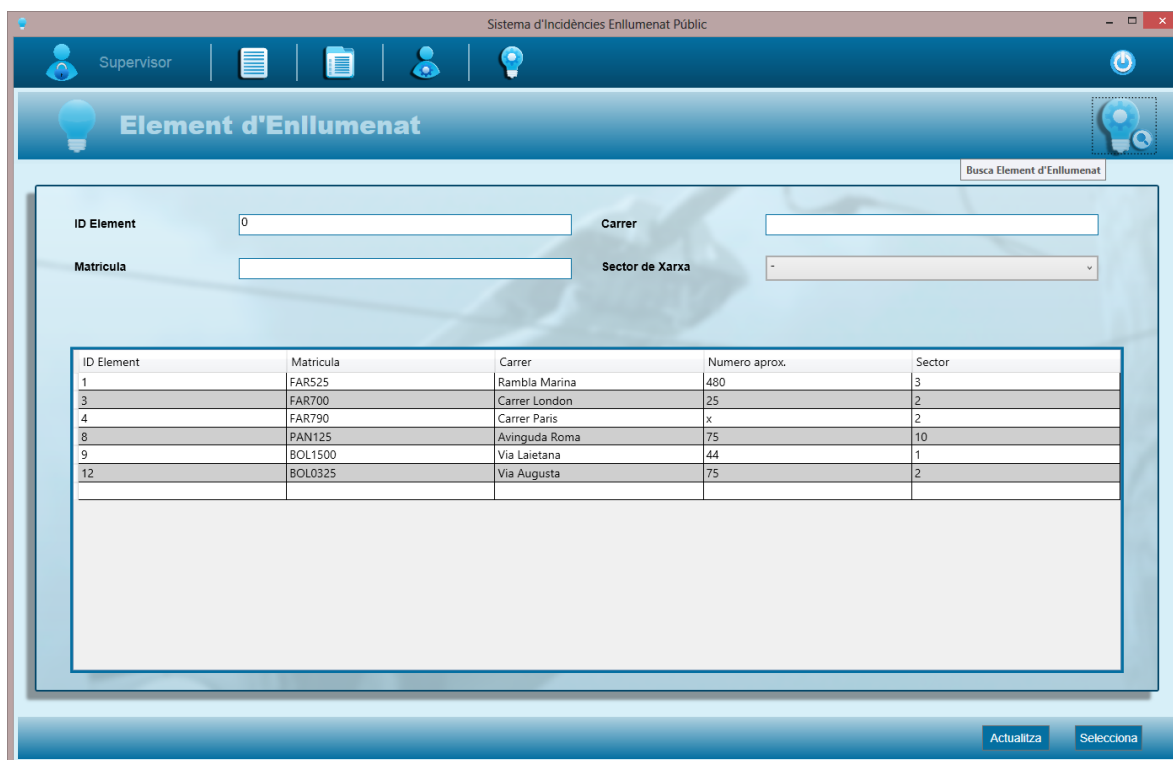 Sistema d'Incidències Enllumenat Públic
Supervisor
Element d'Enllumenat
Busca Element d'Enllumenat
ID Element 0 Carrer
Matricula Sector de Xarxa -
ID Element Matricula Carrer Numero aprox. Sector
1 FAR525 Rambla Marina 480 3
3 FAR700 Carrer London 25 2
4 FAR790 Carrer Paris x 2
8 PAN125 Avinguda Roma 75 10
9 BOL1500 Via Laietana 44 1
12 BOL0325 Via Augusta 75 2
Actualitza Selecciona